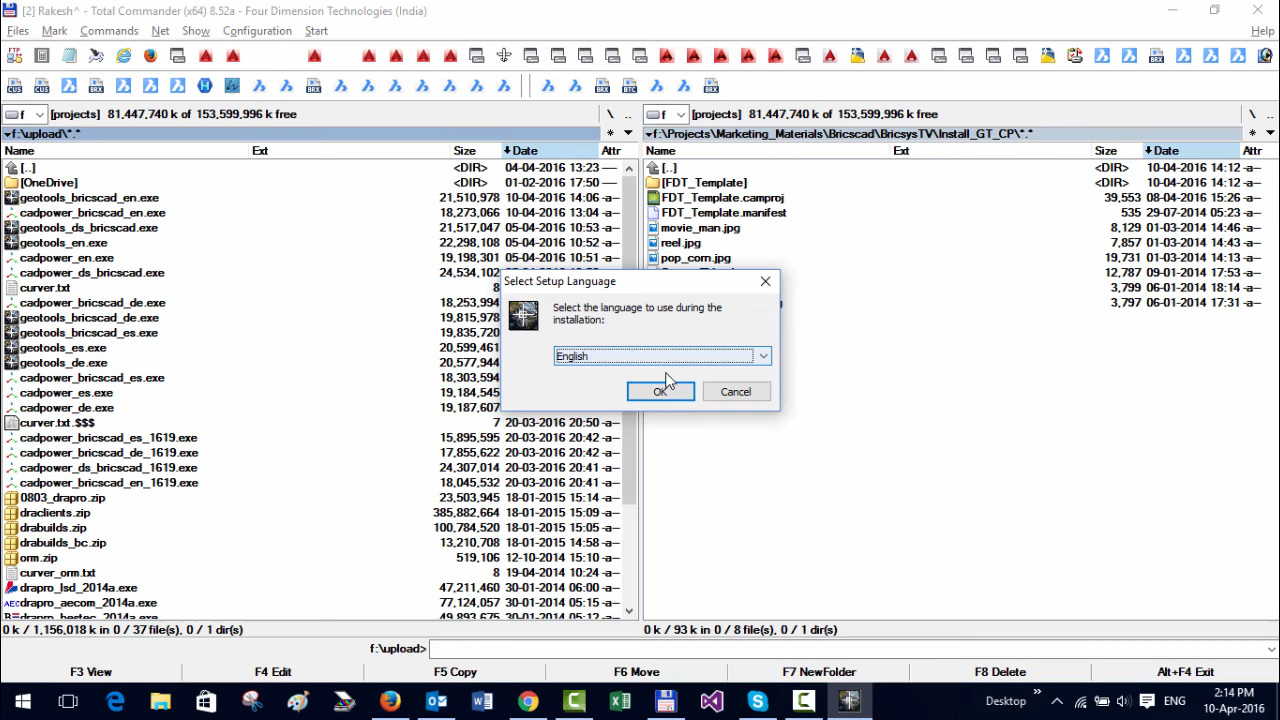 [2] Rakesh^ - Total Commander (x64) 8.52a - Four Dimension Technologies (India)
Files Mark Commands Net Show Configuration Start Help
f [projects] 81,447,740 k of 153,599,996 k free \ ..
f [projects] 81,447,740 k of 153,599,996 k free \ ..
f:\upload\*.* *
f:\Projects\Marketing_Materials\Bricscad\BricsysTV\Install_GT_CP\*.* *
Name Ext Size Date Attr
[..] <DIR> 04-04-2016 13:23 ----
[OneDrive] <DIR> 01-02-2016 17:50 ----
geotools_bricscad_en.exe 21,510,978 10-04-2016 14:06 -a--
cadpower_bricscad_en.exe 18,273,066 10-04-2016 13:04 -a--
geotools_ds_bricscad.exe 21,517,047 05-04-2016 10:53 -a--
geotools_en.exe 22,298,108 05-04-2016 10:52 -a--
cadpower_en.exe 19,198,301 05-04-2016 10:51 -a--
cadpower_ds_bricscad.exe 24,534,102
curver.txt 8
cadpower_bricscad_de.exe 18,253,994
geotools_bricscad_de.exe 19,815,978
geotools_bricscad_es.exe 19,835,720
geotools_es.exe 20,599,461
geotools_de.exe 20,577,944
cadpower_bricscad_es.exe 18,303,594
cadpower_es.exe 19,184,545
cadpower_de.exe 19,187,607
curver.txt.$$$ 7 20-03-2016 20:50 -a--
cadpower_bricscad_es_1619.exe 15,895,595 20-03-2016 20:42 -a--
cadpower_bricscad_de_1619.exe 17,855,622 20-03-2016 20:42 -a--
cadpower_ds_bricscad_1619.exe 24,307,014 20-03-2016 20:41 -a--
cadpower_bricscad_en_1619.exe 18,045,532 20-03-2016 20:41 -a--
0803_drapro.zip 23,503,945 18-01-2015 15:14 -a--
draclients.zip 385,882,664 18-01-2015 15:09 -a--
drabuilds.zip 100,784,520 18-01-2015 15:05 -a--
drabuilds_bc.zip 13,210,708 18-01-2015 14:58 -a--
orm.zip 519,106 12-10-2014 15:10 -a--
curver_orm.txt 8 19-04-2014 10:24 -a--
drapro_lsd_2014a.exe 47,211,460 30-01-2014 06:00 -a--
drapro_aecom_2014a.exe 77,124,057 30-01-2014 05:15 -a--
drapro_bestec_2014a.exe 49,893,675 30-01-2014 05:12 -a--
Name Ext Size Date Attr
[..] <DIR> 10-04-2016 14:12 -a--
[FDT_Template] <DIR> 10-04-2016 14:12 -a--
FDT_Template.camproj 39,553 08-04-2016 15:26 -a--
FDT_Template.manifest 535 29-07-2014 05:23 -a--
movie_man.jpg 8,129 01-03-2014 14:46 -a--
reel.jpg 7,857 01-03-2014 14:43 -a--
pop_corn.jpg 19,731 01-03-2014 14:13 -a--
12,787 09-01-2014 13:52 -a--
3,799 06-01-2014 18:14 -a--
3,797 06-01-2014 17:31 -a--
Select Setup Language
Select the language to use during the
installation:
English
OK Cancel
0 k / 1,156,018 k in 0 / 37 file(s), 0 / 1 dir(s)
0 k / 93 k in 0 / 8 file(s), 0 / 1 dir(s)
f:\upload>
F3 View F4 Edit F5 Copy F6 Move F7 NewFolder F8 Delete Alt+F4 Exit
Desktop ENG
2:14 PM
10-Apr-2016